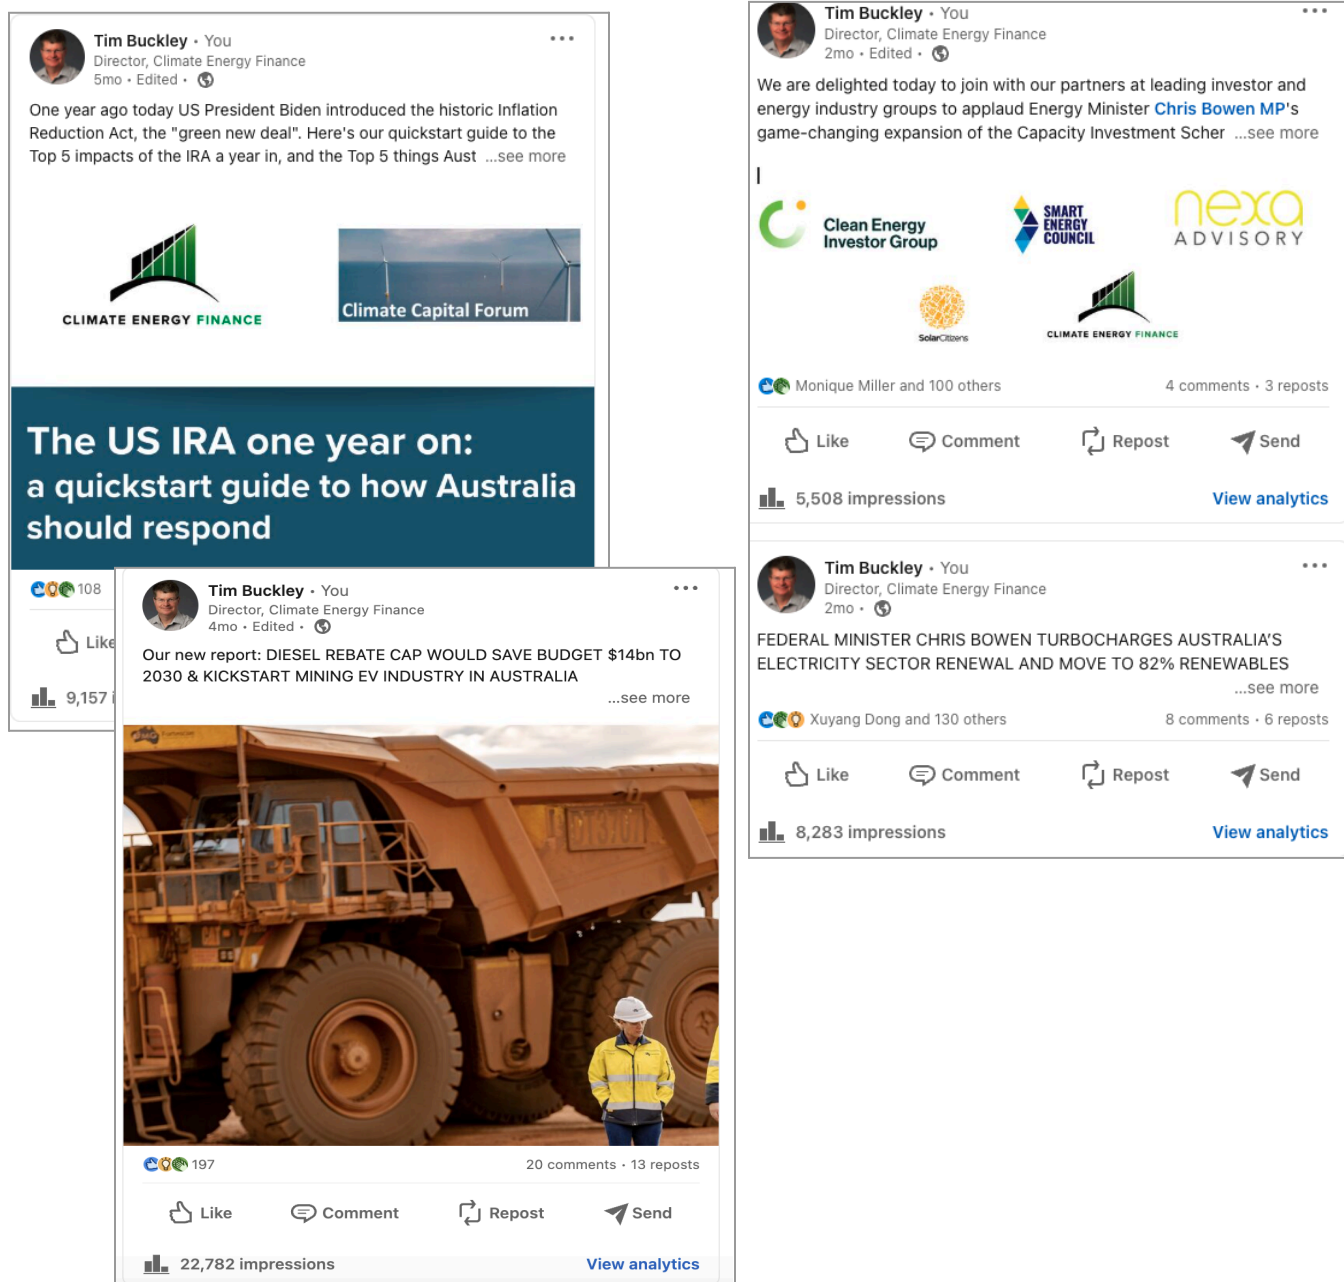 Tim Buckley • You
Director, Climate Energy Finance
5mo • Edited •
One year ago today US President Biden introduced the historic Inflation
Reduction Act, the "green new deal". Here's our quickstart guide to the
Top 5 impacts of the IRA a year in, and the Top 5 things Aust ...see more
CLIMATE ENERGY FINANCE
Climate Capital Forum
The US IRA one year on:
a quickstart guide to how Australia
should respond
108
Like
9,157
Tim Buckley • You
Director, Climate Energy Finance
4mo • Edited •
Our new report: DIESEL REBATE CAP WOULD SAVE BUDGET $14bn TO
2030 & KICKSTART MINING EV INDUSTRY IN AUSTRALIA
...see more
197
20 comments • 13 reposts
Like Comment Repost Send
22,782 impressions View analytics
Tim Buckley • You
Director, Climate Energy Finance
2mo • Edited •
We are delighted today to join with our partners at leading investor and
energy industry groups to applaud Energy Minister Chris Bowen MP's
game-changing expansion of the Capacity Investment Scher ...see more
Clean Energy
Investor Group
SMART
ENERGY
COUNCIL
nexa
ADVISORY
SolarCitizens
CLIMATE ENERGY FINANCE
Monique Miller and 100 others 4 comments • 3 reposts
Like Comment Repost Send
5,508 impressions View analytics
Tim Buckley • You
Director, Climate Energy Finance
2mo •
FEDERAL MINISTER CHRIS BOWEN TURBOCHARGES AUSTRALIA'S
ELECTRICITY SECTOR RENEWAL AND MOVE TO 82% RENEWABLES
...see more
Xuyang Dong and 130 others 8 comments • 6 reposts
Like Comment Repost Send
8,283 impressions View analytics